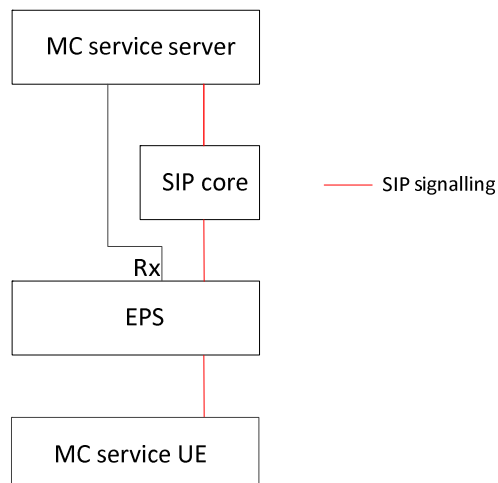 MC service server
SIP core
SIP signalling
Rx
EPS
MC service UE